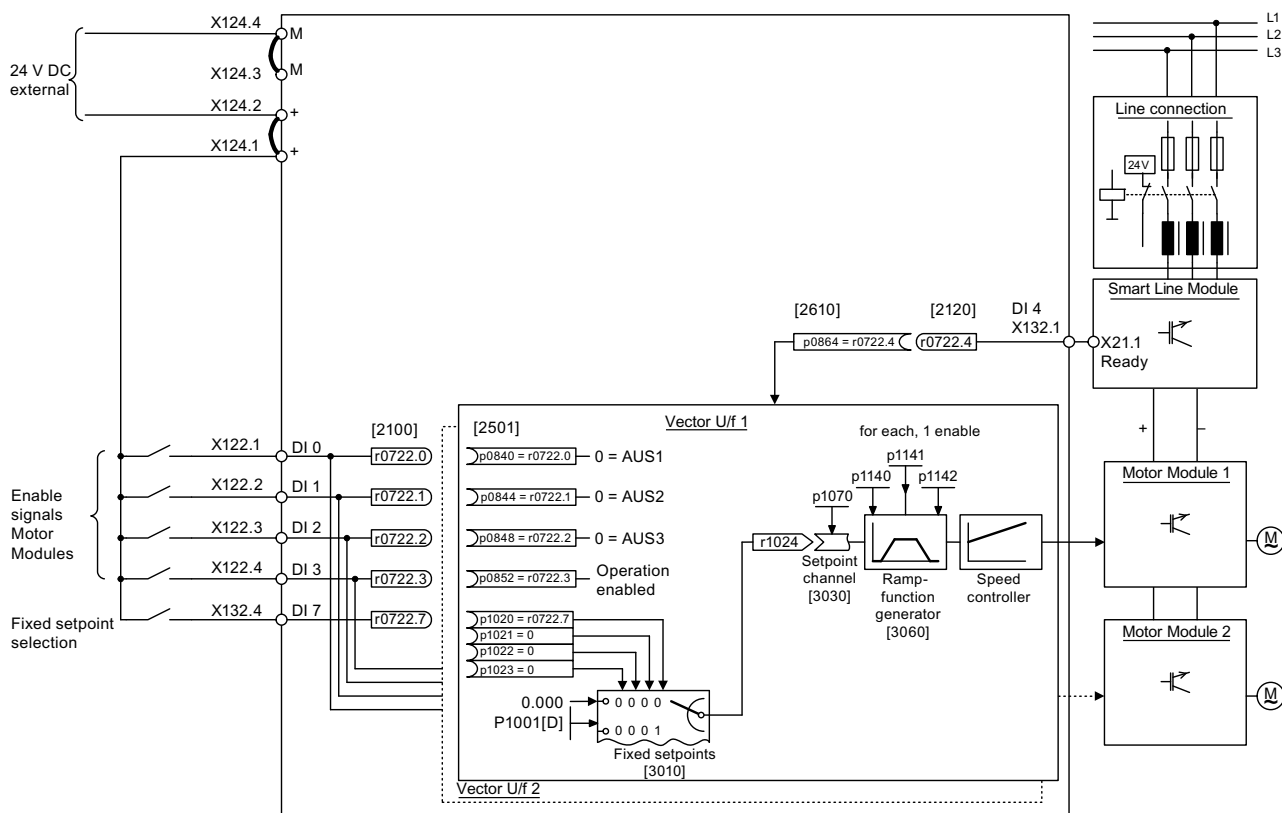 X124.4
M
24 V DC
external
X124.3
M
X124.2
+
X124.1
+
L1
L2
L3
Line connection
24V
Smart Line Module
[2610]
[2120]
DI 4
X132.1
p0864 = r0722.4
r0722.4
X21.1
Ready
+
–
Vector U/f 1
[2100]
[2501]
for each, 1 enable
p1141
p1140
p1142
p1070
Enable
signals
Motor
Modules
X122.1
DI 0
r0722.0
p0840 = r0722.0
0 = AUS1
X122.2
DI 1
r0722.1
p0844 = r0722.1
0 = AUS2
X122.3
DI 2
r0722.2
p0848 = r0722.2
0 = AUS3
X122.4
DI 3
r0722.3
p0852 = r0722.3
Operation
enabled
Fixed setpoint
selection
X132.4
DI 7
r0722.7
p1020 = r0722.7
p1021 = 0
p1022 = 0
p1023 = 0
r1024
Setpoint
channel
[3030]
Ramp-
function
generator
[3060]
Speed
controller
Motor Module 1
M
Motor Module 2
M
0.000
0 0 0 0
P1001[D]
0 0 0 1
Fixed setpoints
[3010]
Vector U/f 2